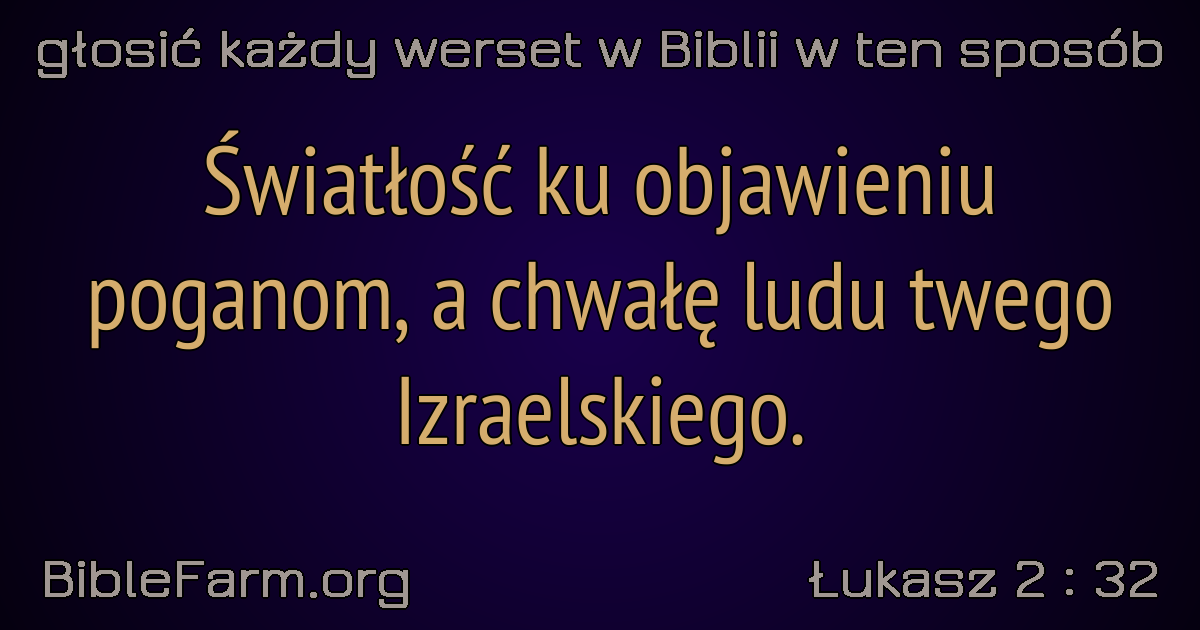 głosić każdy werset w Biblii w ten sposób
Światłość ku objawieniu
poganom, a chwałę ludu twego
Izraelskiego.
BibleFarm.org
Łukasz 2 : 32